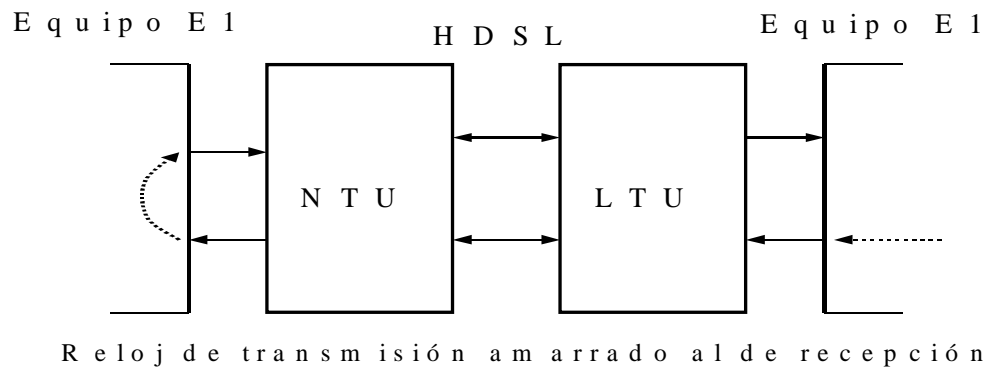 Equipo E1
HDSL
Equipo E1
NTU
LTU
Reloj de transmisión amarrado al de recepción